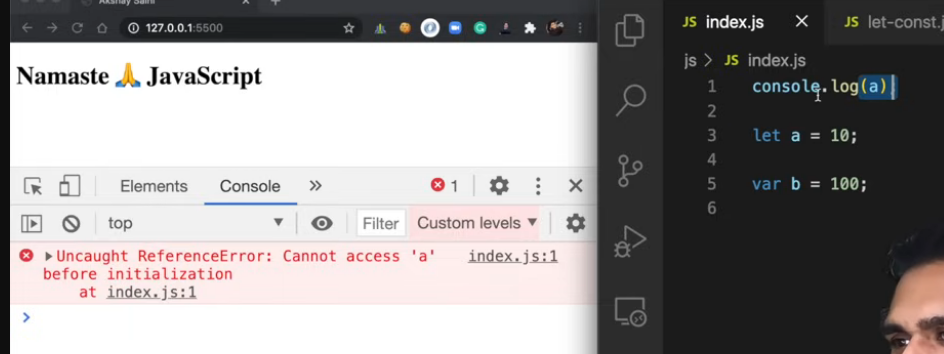 Akshay Saini
127.0.0.1:5500
Namaste 🙏 JavaScript
Elements Console » 1
top Filter Custom levels ▼
Uncaught ReferenceError: Cannot access 'a' index.js:1
before initialization
at index.js:1
>
JS index.js × JS let-const.j
js > JS index.js
1 console.log(a)
2
3 let a = 10;
4
5 var b = 100;
6